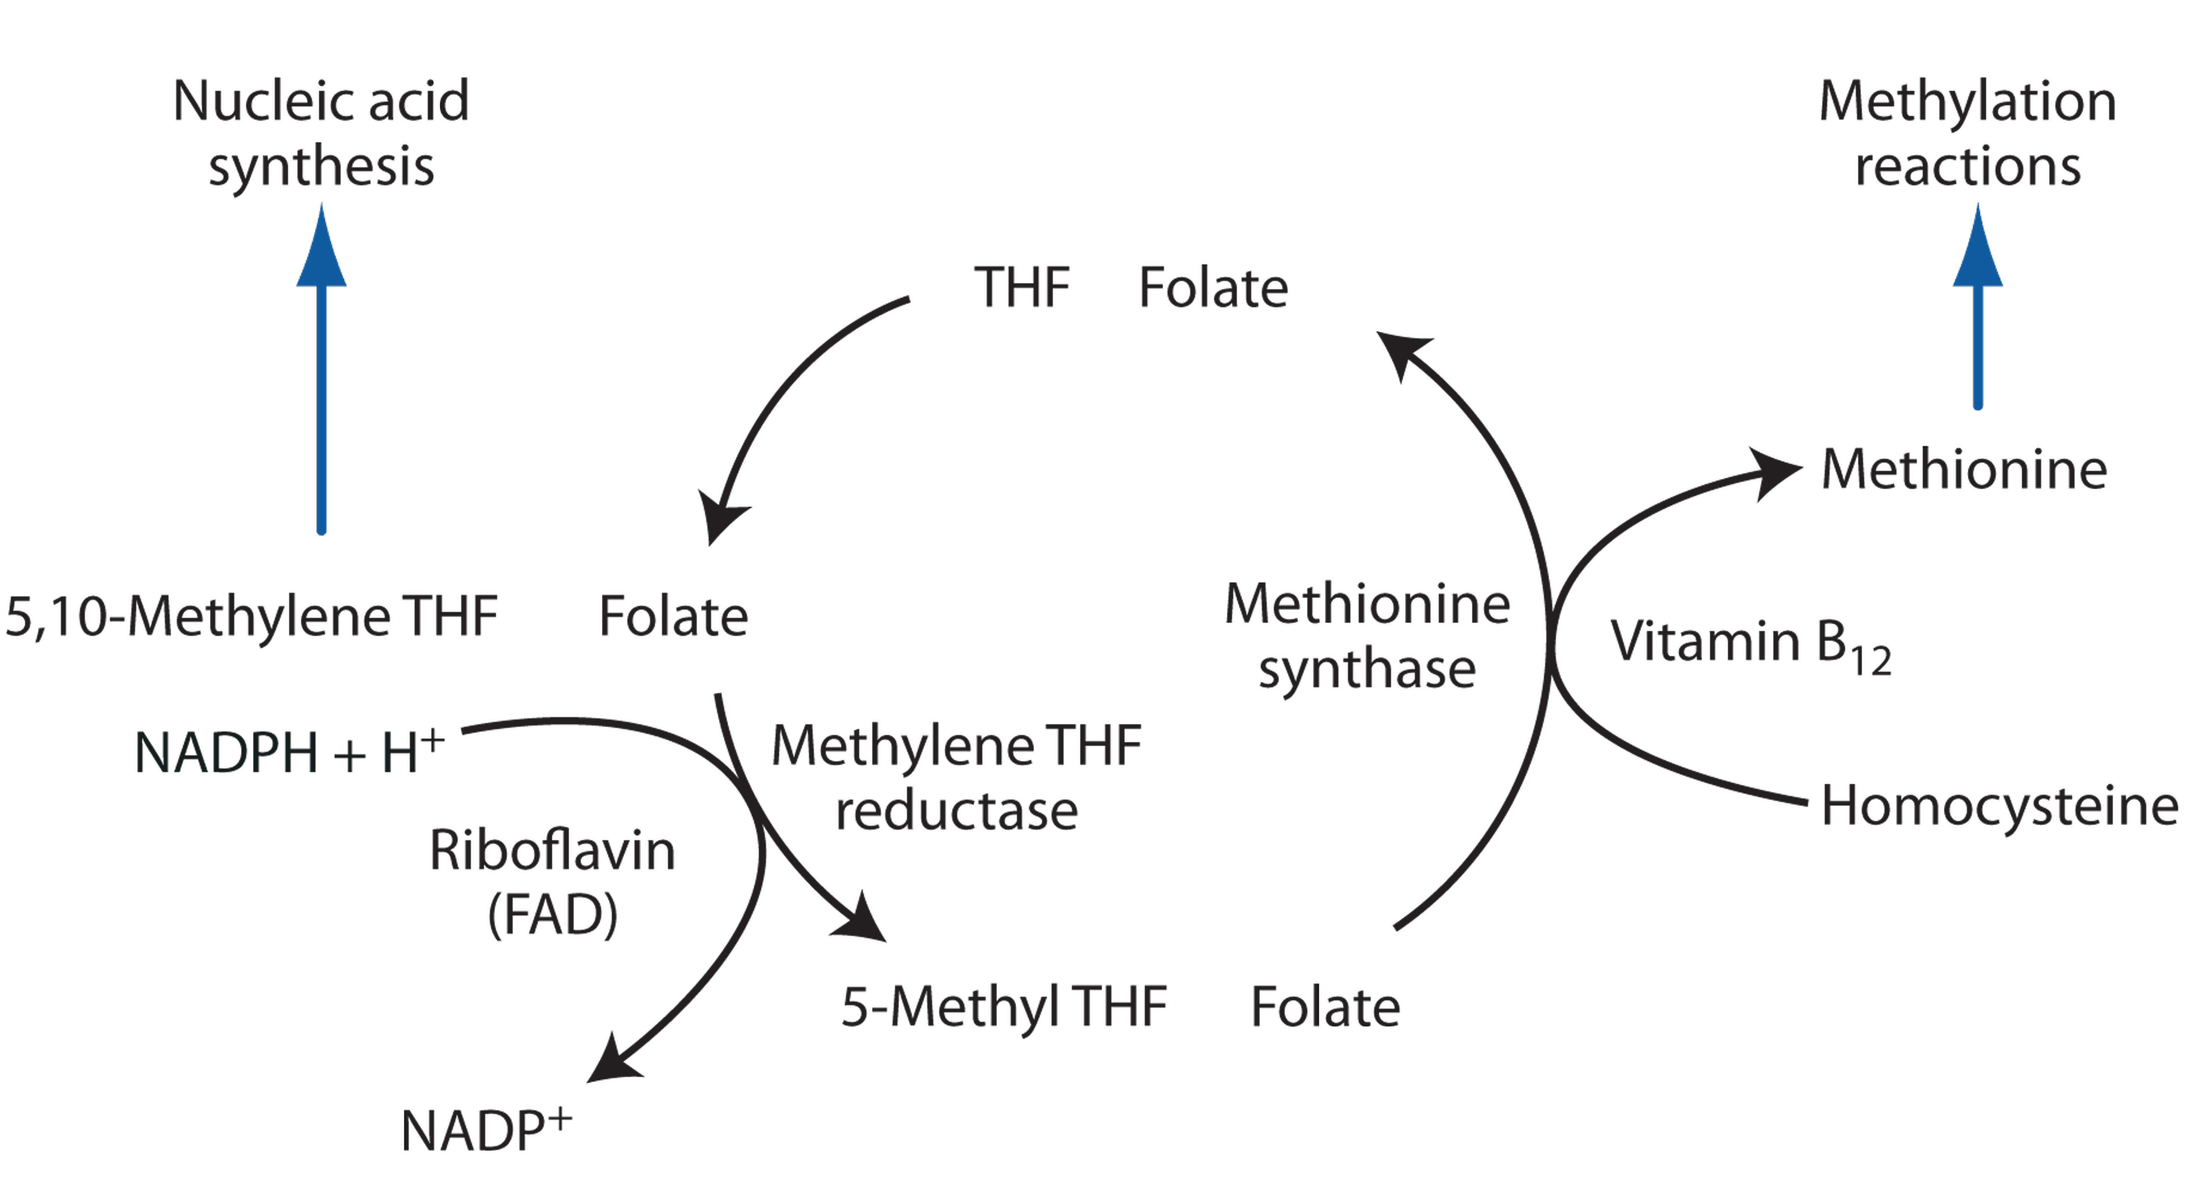 Nucleic acid
synthesis
Methylation
reactions
THF Folate
Methionine
5,10-Methylene THF Folate
Methionine
synthase
Vitamin B₁₂
NADPH + H⁺
Methylene THF
reductase
Homocysteine
Riboflavin
(FAD)
5-Methyl THF Folate
NADP⁺